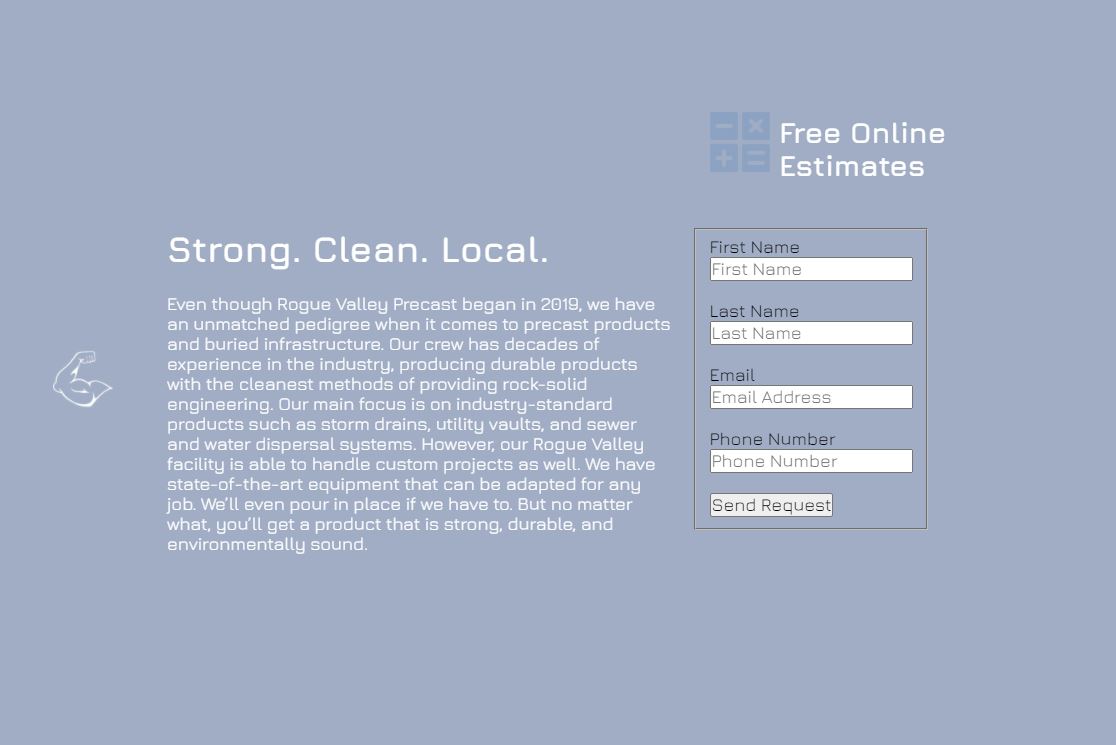 Free Online
Estimates
Strong. Clean. Local.
Even though Rogue Valley Precast began in 2019, we have
an unmatched pedigree when it comes to precast products
and buried infrastructure. Our crew has decades of
experience in the industry, producing durable products
with the cleanest methods of providing rock-solid
engineering. Our main focus is on industry-standard
products such as storm drains, utility vaults, and sewer
and water dispersal systems. However, our Rogue Valley
facility is able to handle custom projects as well. We have
state-of-the-art equipment that can be adapted for any
job. We’ll even pour in place if we have to. But no matter
what, you’ll get a product that is strong, durable, and
environmentally sound.
First Name
First Name
Last Name
Last Name
Email
Email Address
Phone Number
Phone Number
Send Request